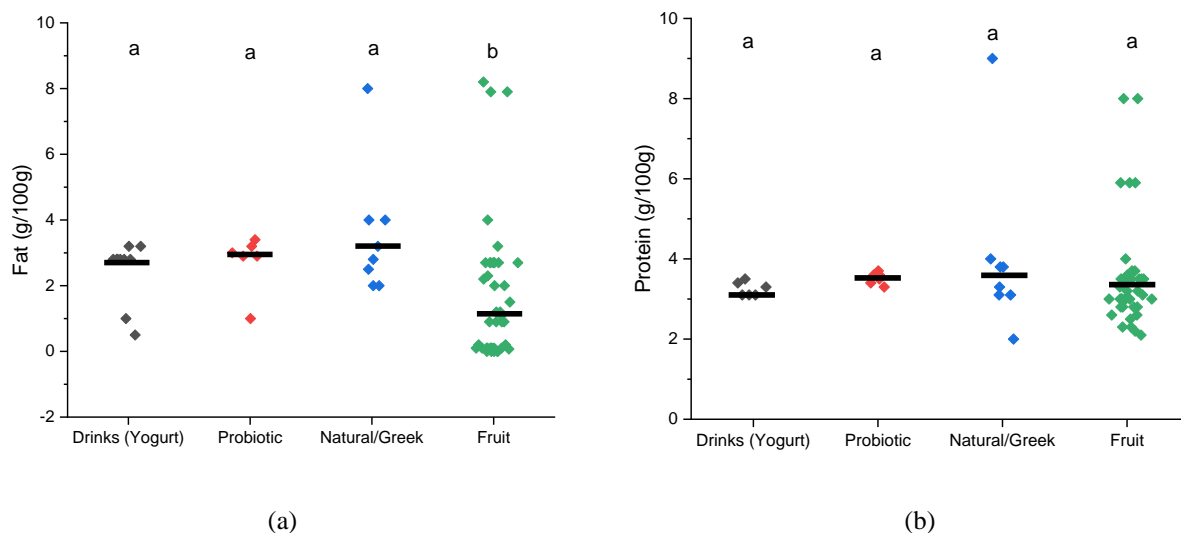 10
8
6
4
2
0
-2
Fat (g/100g)
a
a
a
b
Drinks (Yogurt)
Probiotic
Natural/Greek
Fruit
(a)
10
8
6
4
2
0
Protein (g/100g)
a
a
a
a
Drinks (Yogurt)
Probiotic
Natural/Greek
Fruit
(b)